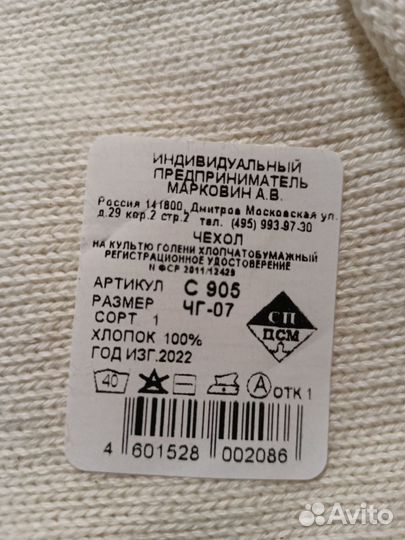 ИНДИВИДУАЛЬНЫЙ
ПРЕДПРИНИМАТЕЛЬ
МАРКОВИН А.В.
Россия 141800, Дмитров Московская ул.
д.29 кор.2 стр.2 тел. (495) 993-97-30
ЧЕХОЛ
НА КУЛЬТЮ ГОЛЕНИ ХЛОПЧАТОБУМАЖНЫЙ
РЕГИСТРАЦИОННОЕ УДОСТОВЕРЕНИЕ
N ФСР 2011/12428
АРТИКУЛ С 905
РАЗМЕР ЧГ-07
СОРТ 1
ХЛОПОК 100%
ГОД ИЗГ.2022
СП
ПСМ
40
А
ОТК 1
4 601528 002086
Avito